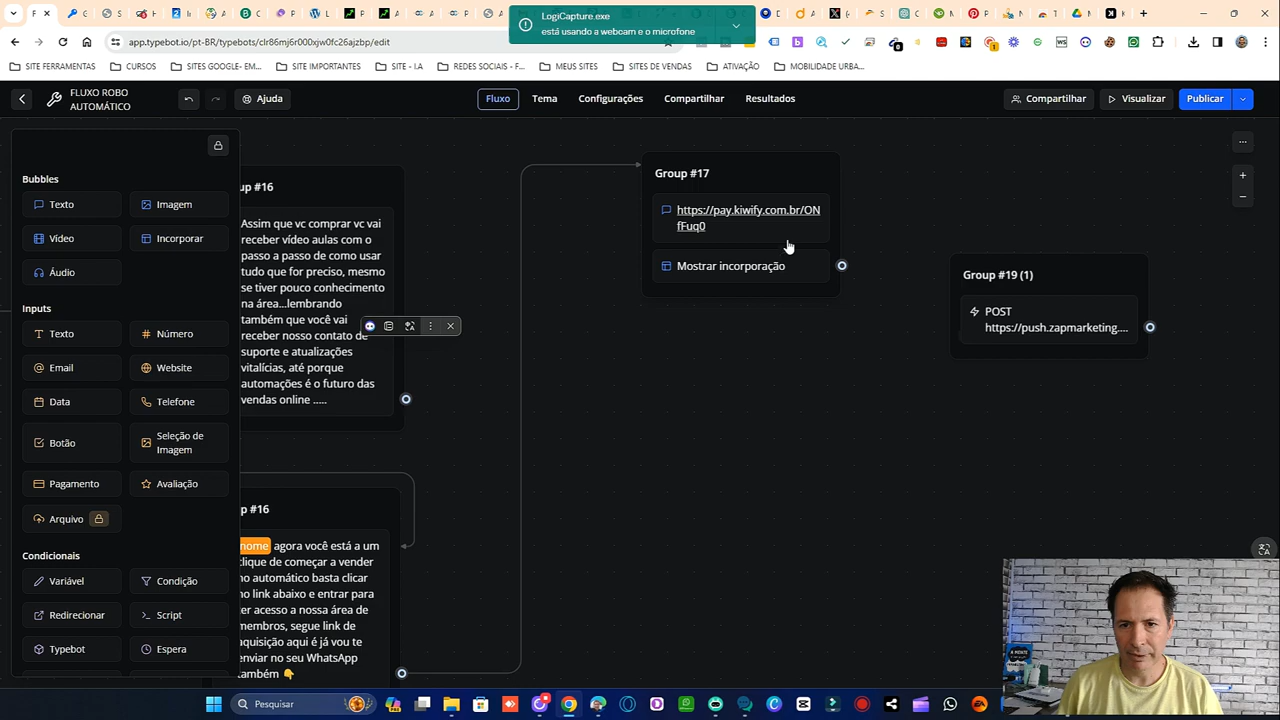 LogiCapture.exe
está usando a webcam e o microfone
app.typebot.io/pt-BR/typebots/clr86mj6r000xjw0fc26ajzbp/edit
SITE FERRAMENTAS
CURSOS
SITE GOOGLE- EM...
SITE IMPORTANTES
SITE - I.A
REDES SOCIAIS - F...
MEUS SITES
SITES DE VENDAS
ATIVAÇÃO
MOBILIDADE URBA...
FLUXO ROBO
AUTOMÁTICO
Ajuda
Fluxo
Tema
Configurações
Compartilhar
Resultados
Compartilhar
Visualizar
Publicar
Bubbles
Texto
Imagem
Vídeo
Incorporar
Áudio
Inputs
Texto
Número
Email
Website
Data
Telefone
Botão
Seleção de
Imagem
Pagamento
Avaliação
Arquivo
Condicionais
Variável
Condição
Redirecionar
Script
Typebot
Espera
up #16
Assim que vc comprar vc vai
receber vídeo aulas com o
passo a passo de como usar
tudo que for preciso, mesmo
se tiver pouco conhecimento
na área...lembrando
também que você vai
receber nosso contato de
suporte e atualizações
vitalícias, até porque
automações é o futuro das
vendas online .....
p #16
nome agora você está a um
clique de começar a vender
no automático basta clicar
no link abaixo e entrar para
ter acesso a nossa área de
membros, segue link de
aquisição aqui é já vou te
enviar no seu WhatsApp
também 👇
Group #17
https://pay.kiwify.com.br/ON
fFuq0
Mostrar incorporação
Group #19 (1)
POST
https://push.zapmarketing....
Pesquisar